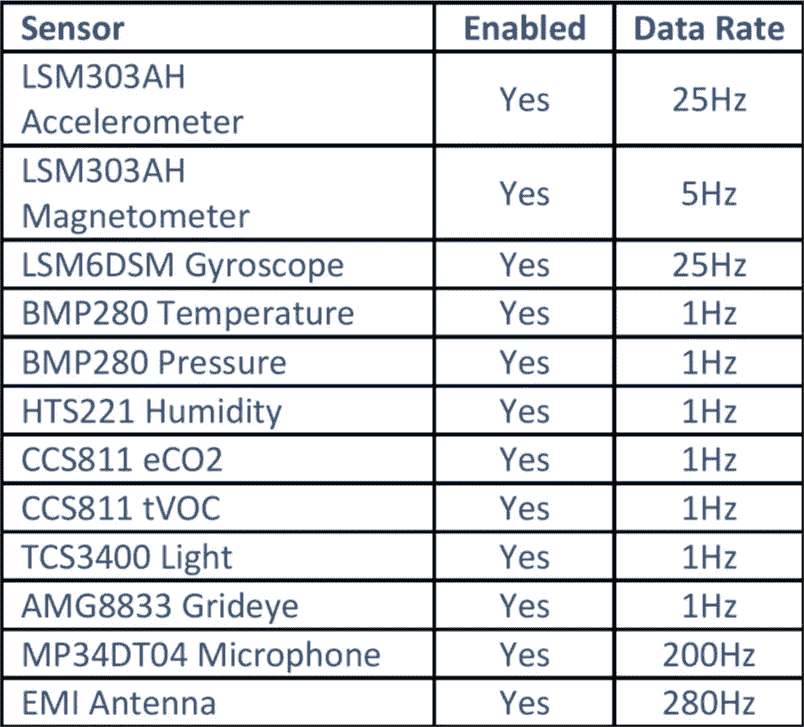 Sensor Enabled Data Rate
LSM303AH
Accelerometer Yes 25Hz
LSM303AH
Magnetometer Yes 5Hz
LSM6DSM Gyroscope Yes 25Hz
BMP280 Temperature Yes 1Hz
BMP280 Pressure Yes 1Hz
HTS221 Humidity Yes 1Hz
CCS811 eCO2 Yes 1Hz
CCS811 tVOC Yes 1Hz
TCS3400 Light Yes 1Hz
AMG8833 Grideye Yes 1Hz
MP34DT04 Microphone Yes 200Hz
EMI Antenna Yes 280Hz